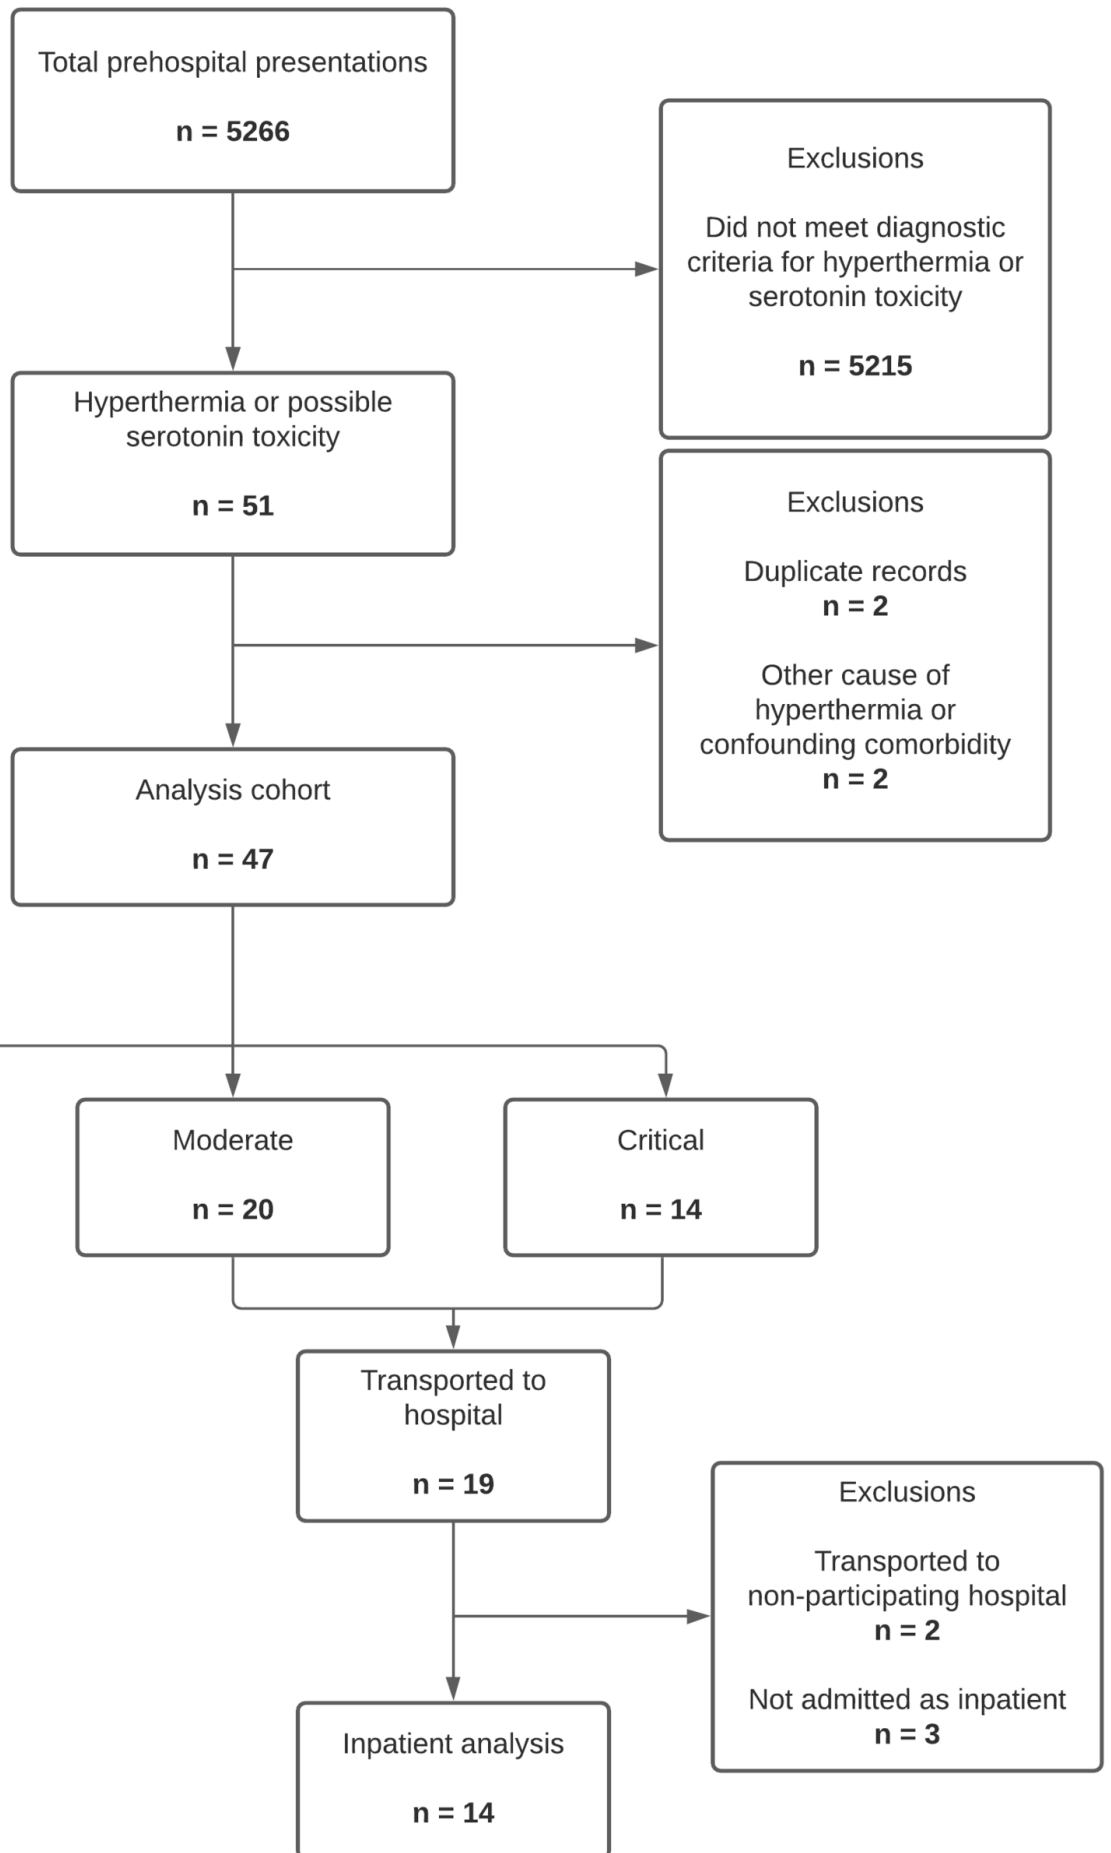 Total prehospital presentations
n = 5266
Exclusions
Did not meet diagnostic
criteria for hyperthermia or
serotonin toxicity
n = 5215
Hyperthermia or possible
serotonin toxicity
n = 51
Exclusions
Duplicate records
n = 2
Other cause of
hyperthermia or
confounding comorbidity
n = 2
Analysis cohort
n = 47
Moderate
n = 20
Critical
n = 14
Transported to
hospital
n = 19
Exclusions
Transported to
non-participating hospital
n = 2
Not admitted as inpatient
n = 3
Inpatient analysis
n = 14